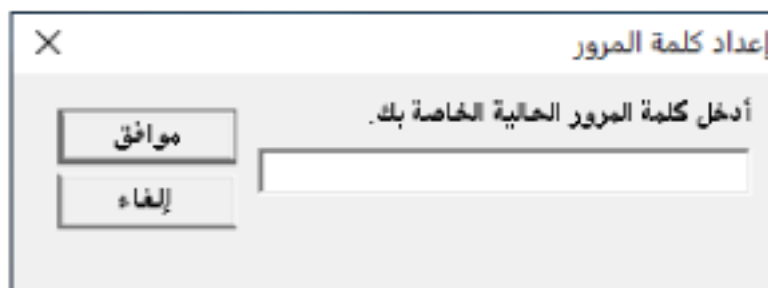 إعداد كلمة المرور
أدخل كلمة المرور الحالية الخاصة بك.
موافق
إلغاء